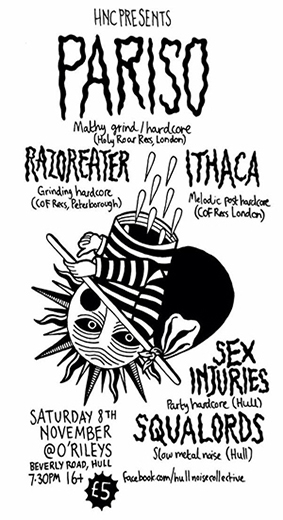 HNC PRESENTS
PARISO
Mathy grind/hardcore
(Holy Roar Recs, London)
RAZOREATER
Grinding hardcore
(COF Recs, Peterborough)
ITHACA
Melodic post hardcore
(COF Recs London)
SEX
INJURIES
Party hardcore (Hull)
SQUALORDS
Slow metal noise (Hull)
SATURDAY 8TH
NOVEMBER
@O'RILEYS
BEVERLY ROAD, HULL
7:30PM 16+
£5
facebook.com/hullnoisecollective